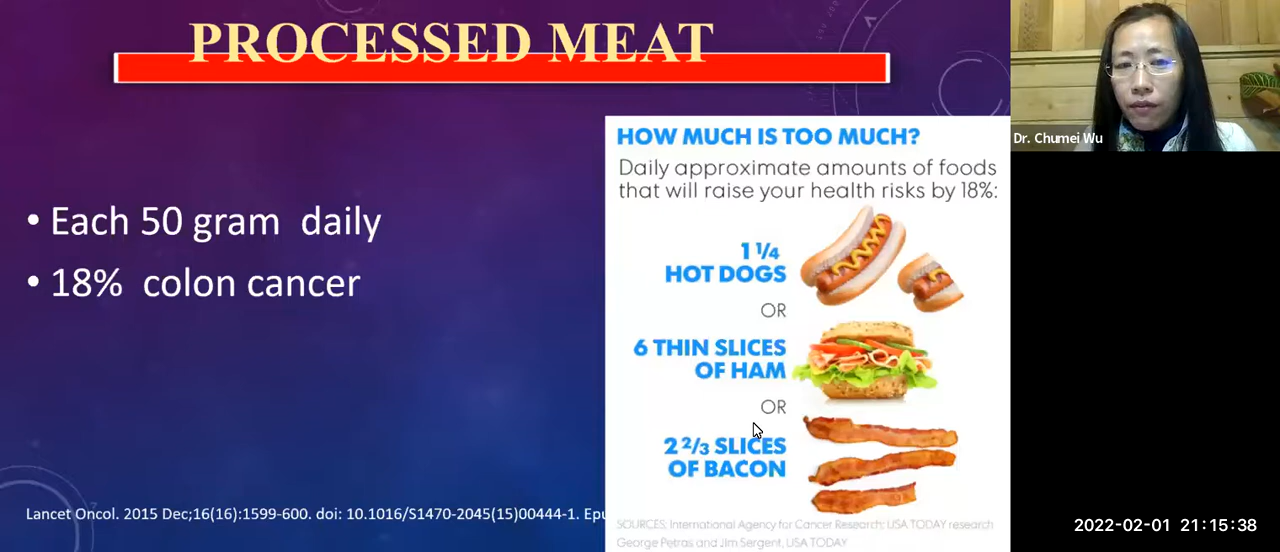 PROCESSED MEAT
• Each 50 gram daily
• 18% colon cancer
Lancet Oncol. 2015 Dec;16(16):1599-600. doi: 10.1016/S1470-2045(15)00444-1. Epu
HOW MUCH IS TOO MUCH?
Daily approximate amounts of foods
that will raise your health risks by 18%:
1 1/4
HOT DOGS
OR
6 THIN SLICES
OF HAM
OR
2 2/3 SLICES
OF BACON
SOURCES: International Agency for Cancer Research; USA TODAY research
George Petras and Jim Sergent, USA TODAY
Dr. Chumei Wu
2022-02-01 21:15:38